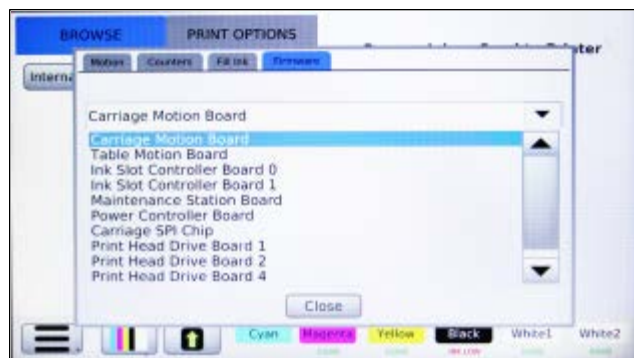 BROWSE PRINT OPTIONS
Motion Counters Fill Ink Firmware
Carriage Motion Board
Carriage Motion Board
Table Motion Board
Ink Slot Controller Board 0
Ink Slot Controller Board 1
Maintenance Station Board
Power Controller Board
Carriage SPI Chip
Print Head Drive Board 1
Print Head Drive Board 2
Print Head Drive Board 4
Close
Cyan Magenta Yellow Black White1 White2
INK LOW